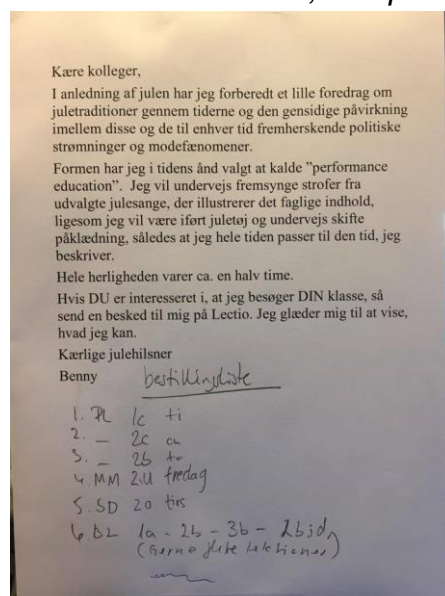 Kære kolleger,
I anledning af julen har jeg forberedt et lille foredrag om
juletraditioner gennem tiderne og den gensidige påvirkning
imellem disse og de til enhver tid fremherskende politiske
strømninger og modefænomener.
Formen har jeg i tidens ånd valgt at kalde ”performance
education”. Jeg vil undervejs fremsynge strofer fra
udvalgte julesange, der illustrerer det faglige indhold,
ligesom jeg vil være iført juletøj og undervejs skifte
påklædning, således at jeg hele tiden passer til den tid, jeg
beskriver.
Hele herligheden varer ca. en halv time.
Hvis DU er interesseret i, at jeg besøger DIN klasse, så
send en besked til mig på Lectio. Jeg glæder mig til at vise,
hvad jeg kan.
Kærlige julehilsner
Benny bestillingsliste
1. PL 1c ti
2. _ 2c
3. _ 2b
4. MM 2.U fredag
5. SD 20 tirs
6. 1a - 2b - 3b -
(Gerne flere lektioner)